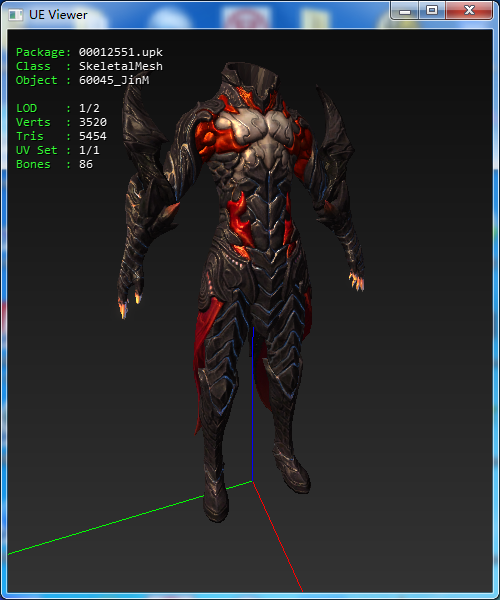 UE Viewer
Package: 00012551.upk
Class  : SkeletalMesh
Object : 60045_JinM
LOD    : 1/2
Verts  : 3520
Tris   : 5454
UV Set : 1/1
Bones  : 86